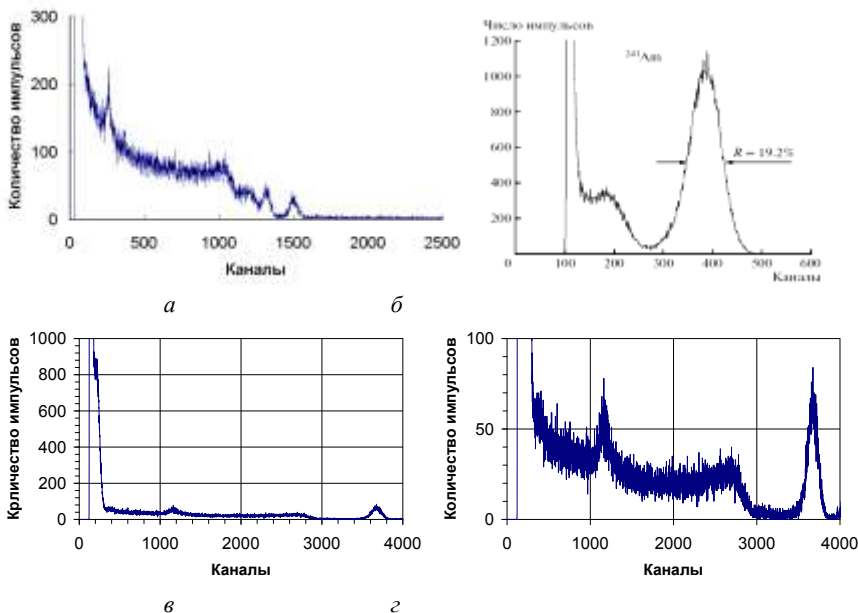 Количество импульсов
300
200
100
0
0 500 1000 1500 2000 2500
Каналы
Число импульсов
1200
1000
800
600
400
200
²⁴¹Am
R = 19.2%
0 100 200 300 400 500 600
Каналы
а б
Крличество импульсов
1000
800
600
400
200
0
0 1000 2000 3000 4000
Каналы
Количество импульсов
100
50
0
0 1000 2000 3000 4000
Каналы
в г